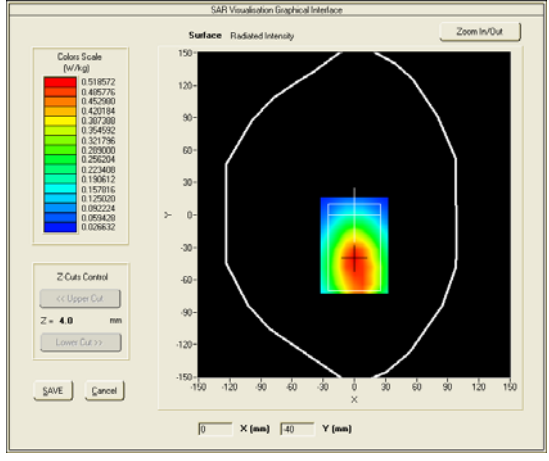 SAR Visualisation Graphical Interface
Surface Radiated Intensity
Zoom In/Out
Colors Scale
(W/kg)
0.518572
0.485776
0.452980
0.420184
0.387388
0.354592
0.321796
0.289000
0.256204
0.223408
0.190612
0.157816
0.125020
0.092224
0.059428
0.026632
150
120
90
60
30
0
-30
-60
-90
-120
-150
Y
-150 -120 -90 -60 -30 0 30 60 90 120 150
X
Z Cuts Control
<< Upper Cut
Z = 4.0 mm
Lower Cut >>
SAVE Cancel
0 X (mm) -40 Y (mm)